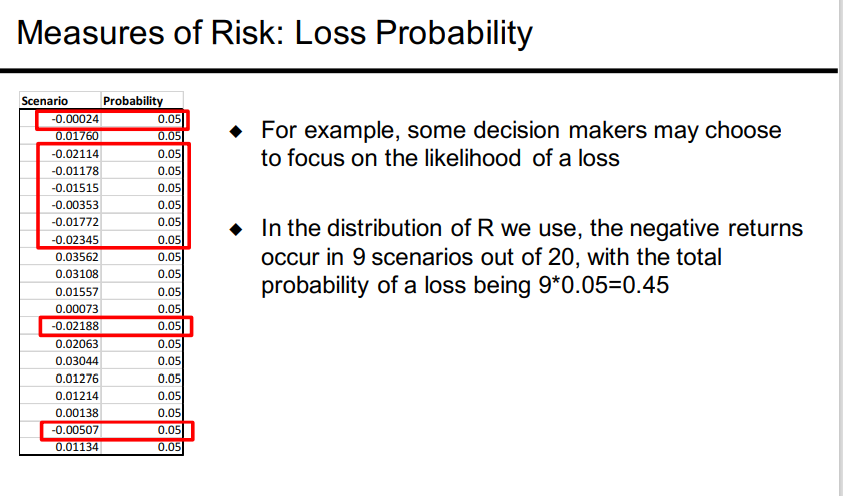 Measures of Risk: Loss Probability
Scenario Probability
-0.00024 0.05
0.01760 0.05
-0.02114 0.05
-0.01178 0.05
-0.01515 0.05
-0.00353 0.05
-0.01772 0.05
-0.02345 0.05
0.03562 0.05
0.03108 0.05
0.01557 0.05
0.00073 0.05
-0.02188 0.05
0.02063 0.05
0.03044 0.05
0.01276 0.05
0.01214 0.05
0.00138 0.05
-0.00507 0.05
0.01134 0.05
◆ For example, some decision makers may choose
to focus on the likelihood of a loss
◆ In the distribution of R we use, the negative returns
occur in 9 scenarios out of 20, with the total
probability of a loss being 9*0.05=0.45